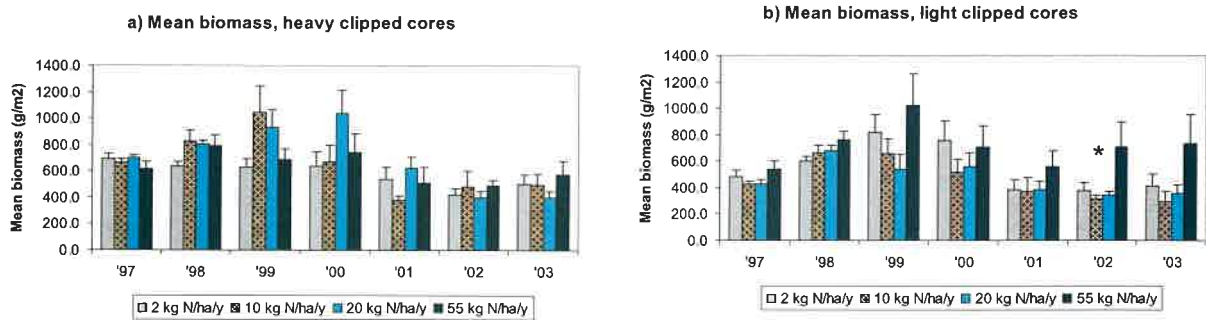 a) Mean biomass, heavy clipped cores
Mean biomass (g/m2)
1400.0
1200.0
1000.0
800.0
600.0
400.0
200.0
0.0
'97 '98 '99 '00 '01 '02 '03
2 kg N/ha/y 10 kg N/ha/y 20 kg N/ha/y 55 kg N/ha/y
b) Mean biomass, light clipped cores
Mean biomass (g/m2)
1400.0
1200.0
1000.0
800.0
600.0
400.0
200.0
0.0
*
'97 '98 '99 '00 '01 '02 '03
2 kg N/ha/y 10 kg N/ha/y 20 kg N/ha/y 55 kg N/ha/y